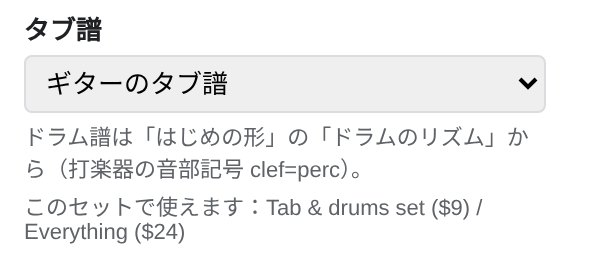 タブ譜
ギターのタブ譜
ドラム譜は「はじめの形」の「ドラムのリズム」か
ら（打楽器の音部記号 clef=perc）。
このセットで使えます：Tab & drums set ($9) /
Everything ($24)